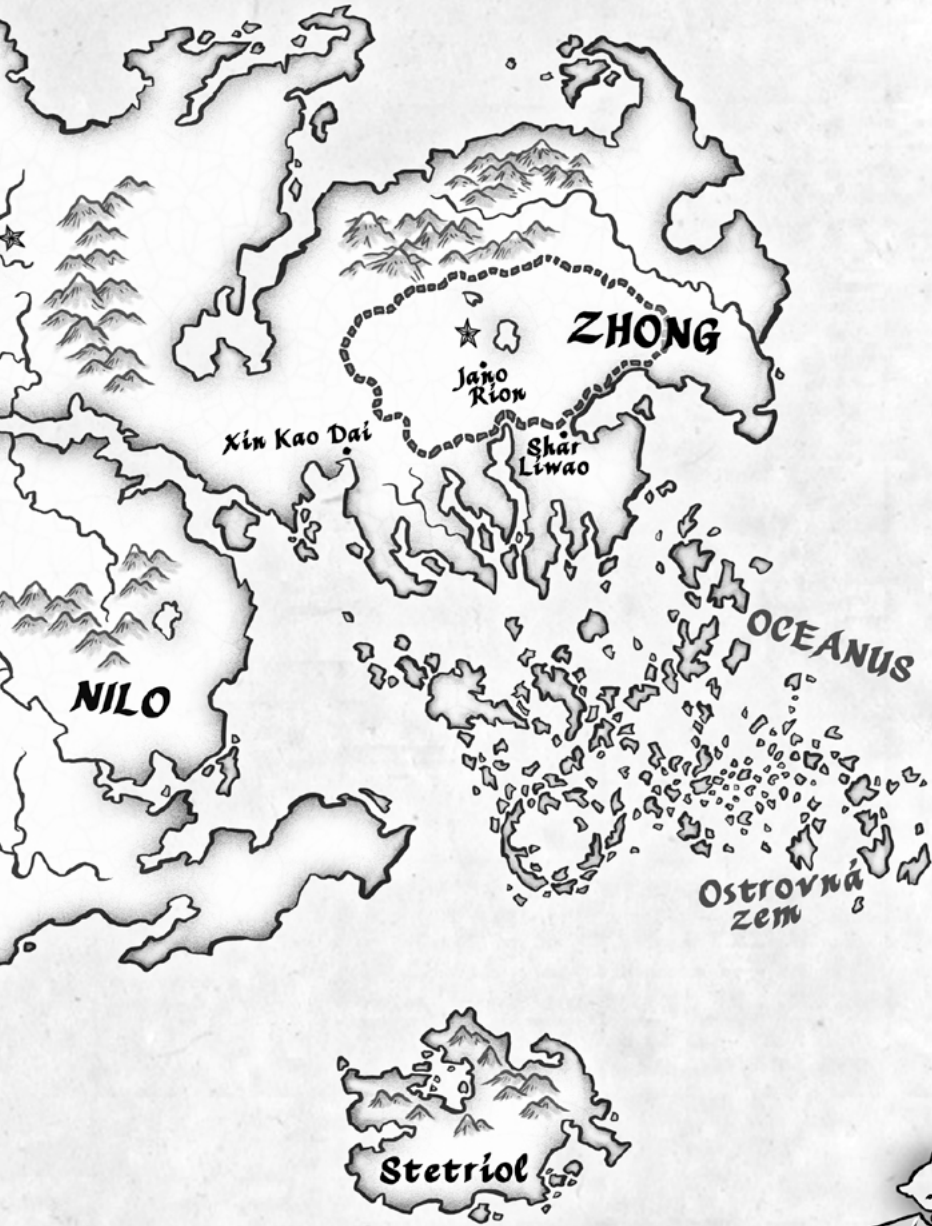 ZHONG
Jano
Rion
Xin Kao Dai
Shar
Liwao
OCEANUS
NILO
Ostrovná
zem
Stetriol